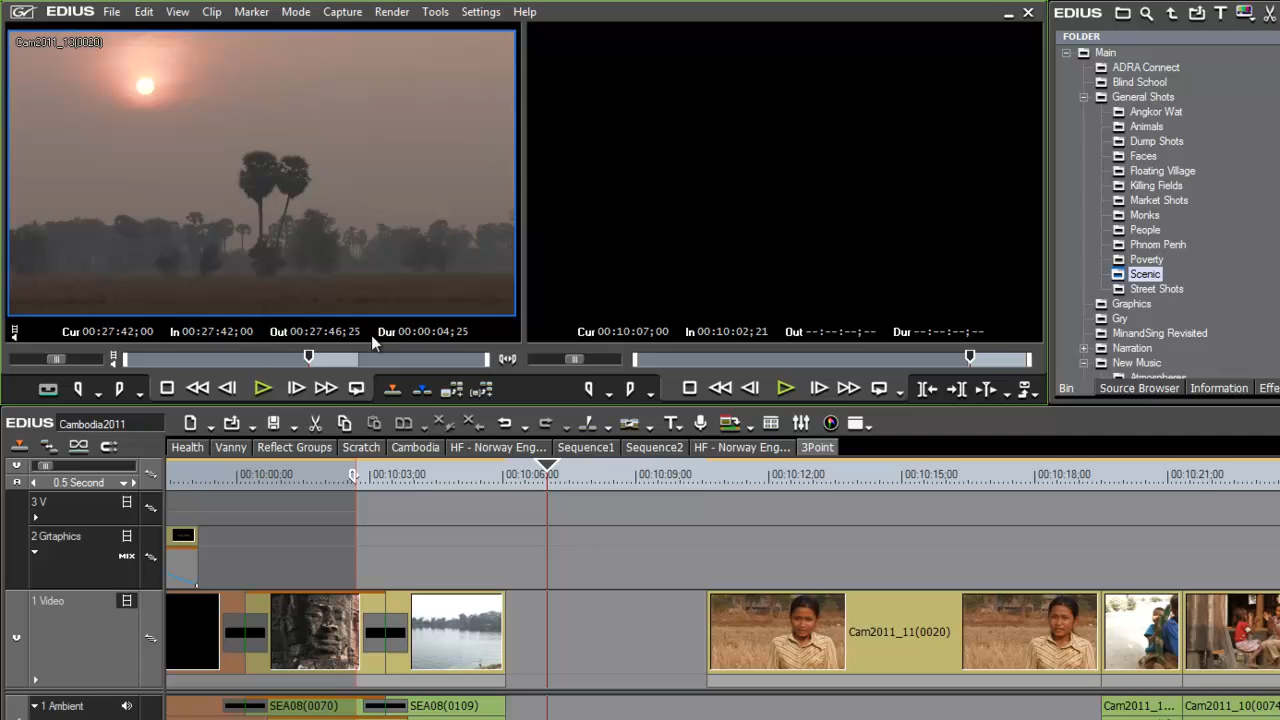 EDIUS File Edit View Clip Marker Mode Capture Render Tools Settings Help
Cam2011_13(0020)
Cur 00:27:42;00 In 00:27:42;00 Out 00:27:46;25 Dur 00:00:04;25
Cur 00:10:07;00 In 00:10:02;21 Out --:--:--;-- Dur --:--:--;--
EDIUS
FOLDER
Main
ADRA Connect
Blind School
General Shots
Angkor Wat
Animals
Dump Shots
Faces
Floating Village
Killing Fields
Market Shots
Monks
People
Phnom Penh
Poverty
Scenic
Street Shots
Graphics
Gry
MinandSing Revisited
Narration
New Music
Bin Source Browser Information Effe
EDIUS Cambodia2011
Health Vanny Reflect Groups Scratch Cambodia HF - Norway Eng... Sequence1 Sequence2 HF - Norway Eng... 3Point
0.5 Second 00:10:00;00 00:10:03;00 00:10:06;00 00:10:09;00 00:10:12;00 00:10:15;00 00:10:18;00 00:10:21;00
3 V
2 Grtaphics
MIX
1 Video
Cam2011_11(0020)
1 Ambient SEA08(0070) SEA08(0109) Cam2011_1... Cam2011_10(0074